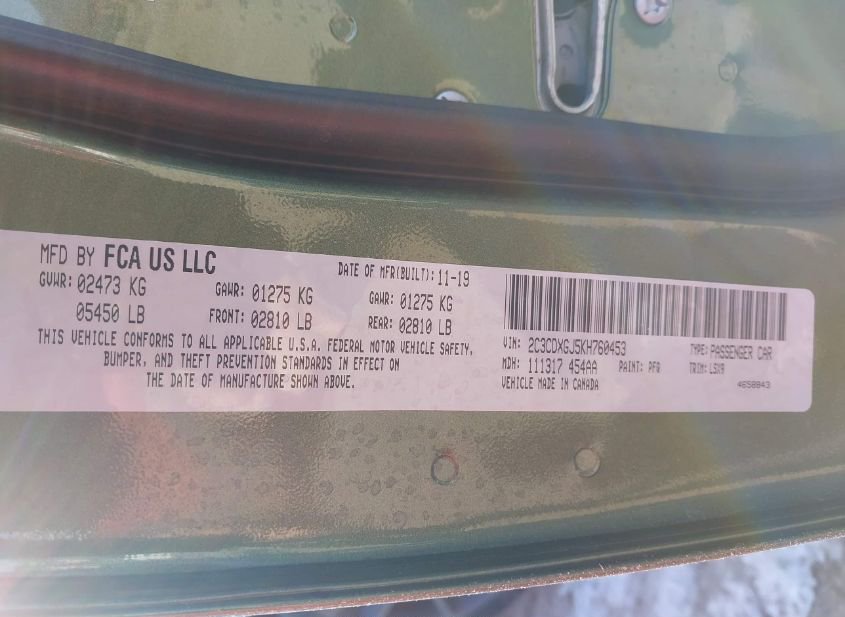 MFD BY FCA US LLC
DATE OF MFR(BUILT): 11-19
GVWR: 02473 KG
GAWR: 01275 KG
GAWR: 01275 KG
05450 LB
FRONT: 02810 LB
REAR: 02810 LB
THIS VEHICLE CONFORMS TO ALL APPLICABLE U.S.A. FEDERAL MOTOR VEHICLE SAFETY,
BUMPER, AND THEFT PREVENTION STANDARDS IN EFFECT ON
THE DATE OF MANUFACTURE SHOWN ABOVE.
VIN: 2C3CDXGJ5KH760453
TYPE: PASSENGER CAR
MDH: 111317 454AA
PAINT: PFQ
TRIM: LSX9
VEHICLE MADE IN CANADA
4658843